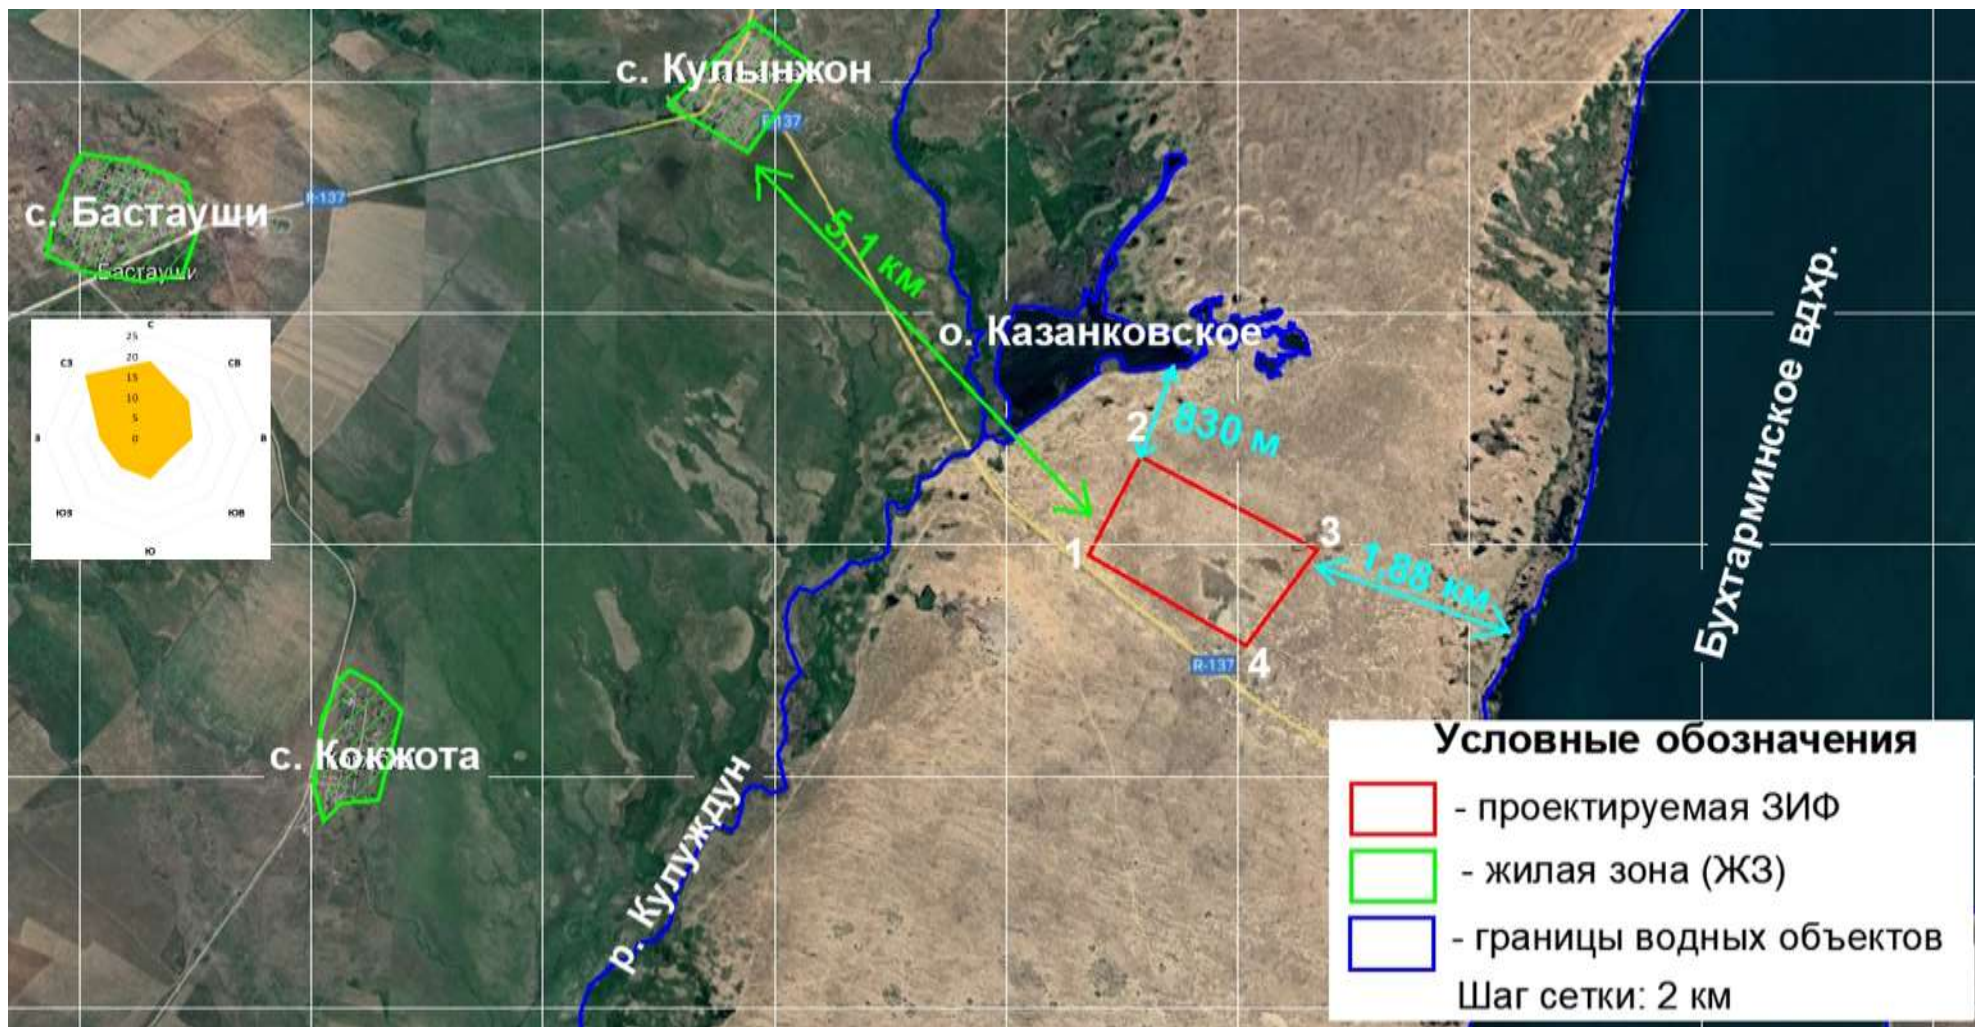 с. Кулынжон
R-137
R-137
с. Бастауши
Бастауши
5, 1 км
о. Казанковское
С
СВ
В
ЮВ
Ю
ЮЗ
З
СЗ
25
20
15
10
5
0
2
830 м
3
1
1,88 км
4
R-137
Бухтарминское вдхр.
с. Кокжота
р. Кулуждун
Условные обозначения
- проектируемая ЗИФ
- жилая зона (ЖЗ)
- границы водных объектов
Шаг сетки: 2 км